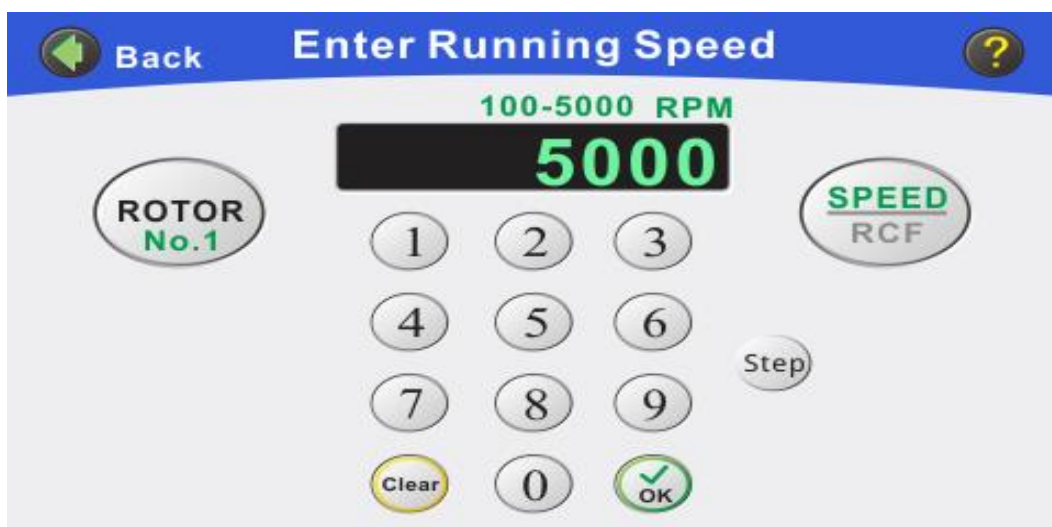 Back
Enter Running Speed
?
100-5000 RPM
5000
ROTOR
No.1
SPEED
RCF
1 2 3
4 5 6
Step
7 8 9
Clear 0 OK